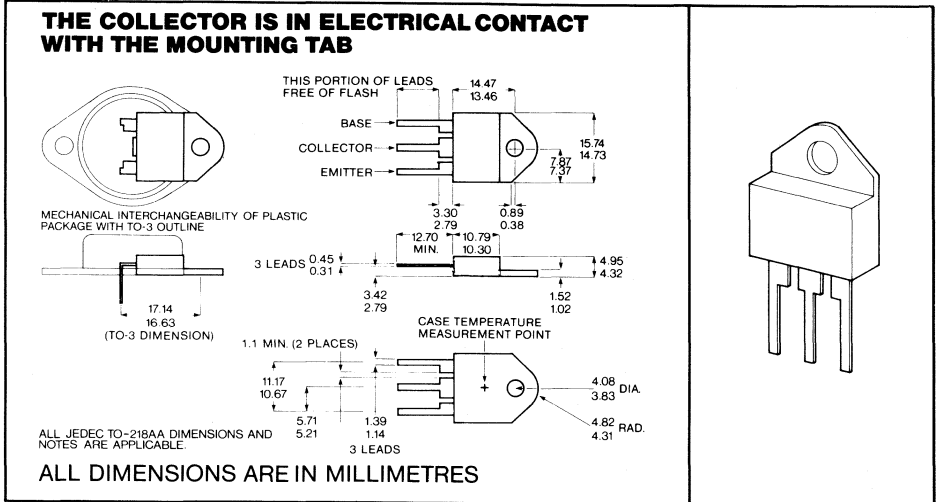 THE COLLECTOR IS IN ELECTRICAL CONTACT
WITH THE MOUNTING TAB
THIS PORTION OF LEADS
FREE OF FLASH
14.47
13.46
BASE
COLLECTOR
EMITTER
15.74
14.73
7.87
7.37
3.30
2.79
0.89
0.38
MECHANICAL INTERCHANGEABILITY OF PLASTIC
PACKAGE WITH TO-3 OUTLINE
12.70
MIN.
10.79
10.30
3 LEADS 0.45
0.31
4.95
4.32
3.42
2.79
1.52
1.02
17.14
16.63
(TO-3 DIMENSION)
CASE TEMPERATURE
MEASUREMENT POINT
1.1 MIN. (2 PLACES)
11.17
10.67
5.71
5.21
1.39
1.14
3 LEADS
4.08 DIA.
3.83
4.82 RAD.
4.31
ALL JEDEC TO-218AA DIMENSIONS AND
NOTES ARE APPLICABLE.
ALL DIMENSIONS ARE IN MILLIMETRES